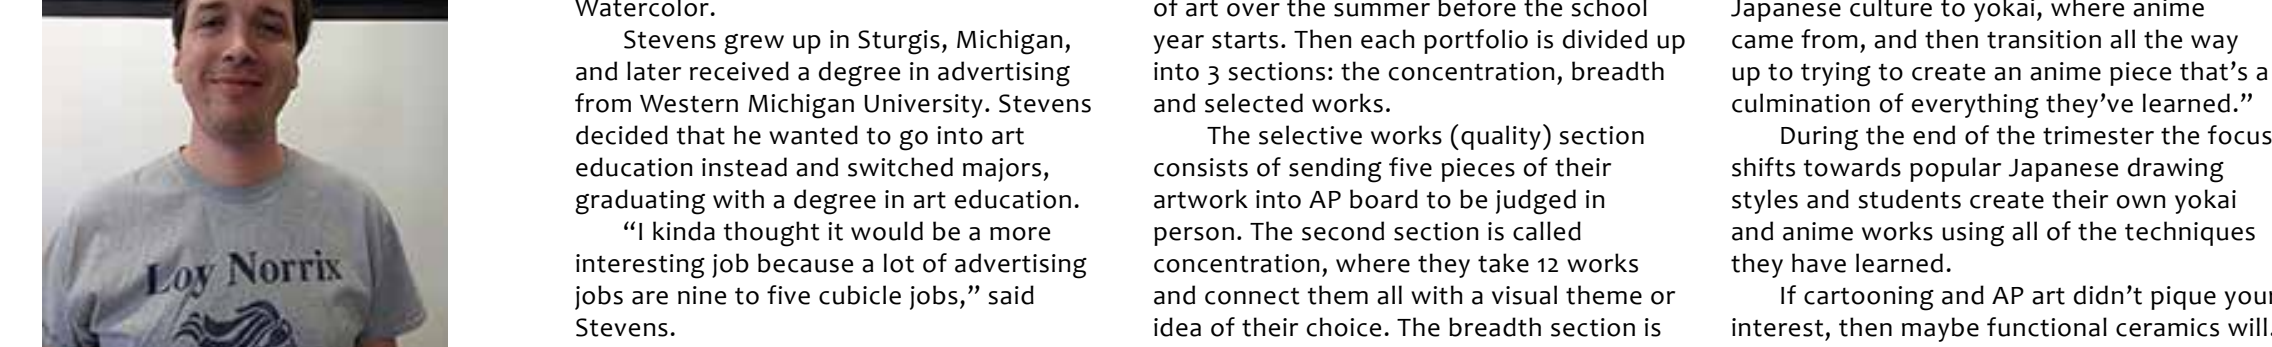 Loy Norrix
Watercolor.
Stevens grew up in Sturgis, Michigan,
and later received a degree in advertising
from Western Michigan University. Stevens
decided that he wanted to go into art
education instead and switched majors,
graduating with a degree in art education.
“I kinda thought it would be a more
interesting job because a lot of advertising
jobs are nine to five cubicle jobs,” said
Stevens.
of art over the summer before the school
year starts. Then each portfolio is divided up
into 3 sections: the concentration, breadth
and selected works.
The selective works (quality) section
consists of sending five pieces of their
artwork into AP board to be judged in
person. The second section is called
concentration, where they take 12 works
and connect them all with a visual theme or
idea of their choice. The breadth section is
Japanese culture to yokai, where anime
came from, and then transition all the way
up to trying to create an anime piece that’s a
culmination of everything they’ve learned.”
During the end of the trimester the focus
shifts towards popular Japanese drawing
styles and students create their own yokai
and anime works using all of the techniques
they have learned.
If cartooning and AP art didn’t pique your
interest, then maybe functional ceramics will.